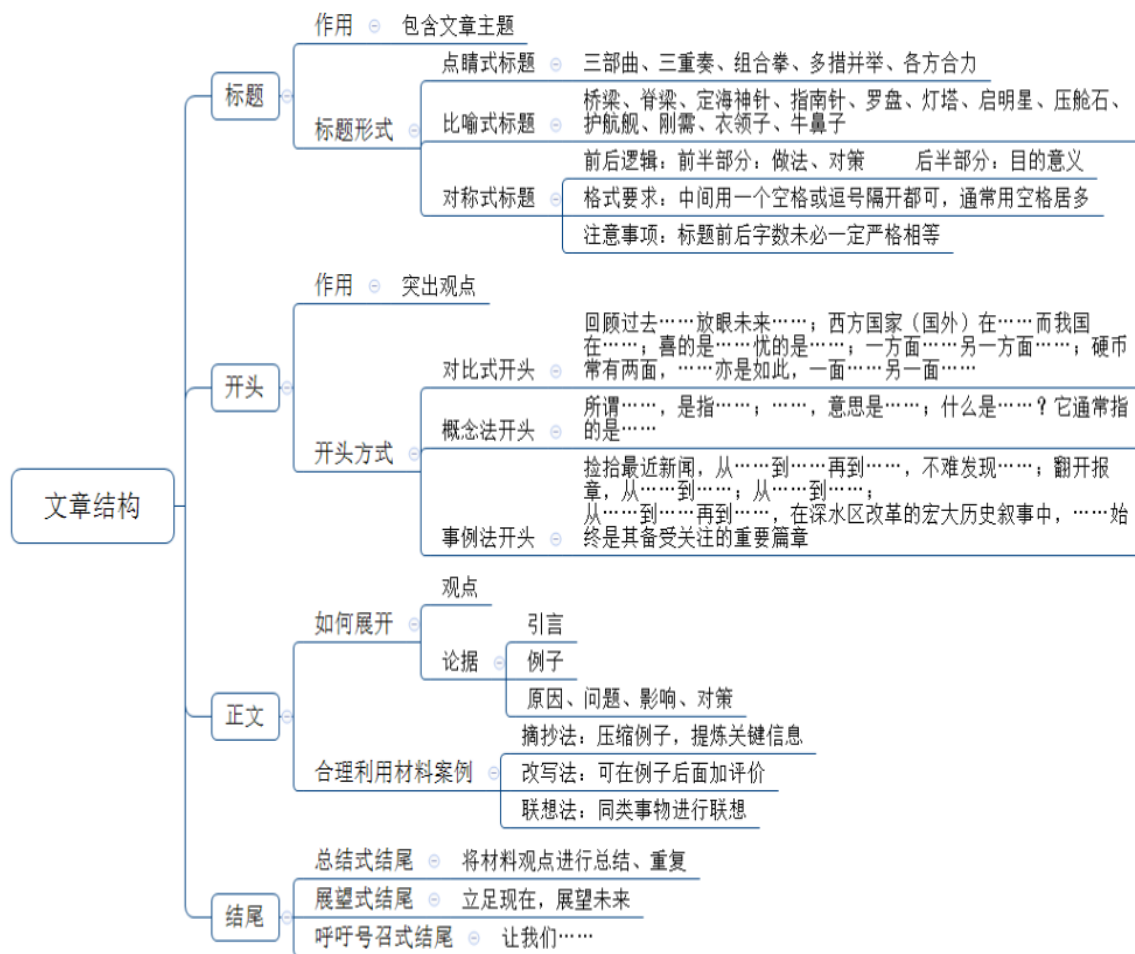 文章结构
标题
作用
包含文章主题
标题形式
点睛式标题
三部曲、三重奏、组合拳、多措并举、各方合力
比喻式标题
桥梁、脊梁、定海神针、指南针、罗盘、灯塔、启明星、压舱石、
护航舰、刚需、衣领子、牛鼻子
对称式标题
前后逻辑：前半部分：做法、对策　　后半部分：目的意义
格式要求：中间用一个空格或逗号隔开都可，通常用空格居多
注意事项：标题前后字数未必一定严格相等
开头
作用
突出观点
开头方式
对比式开头
回顾过去……放眼未来……；西方国家（国外）在……而我国
在……；喜的是……忧的是……；一方面……另一方面……；硬币
常有两面，……亦是如此，一面……另一面……
概念法开头
所谓……，是指……；……，意思是……；什么是……？它通常指
的是……
事例法开头
捡拾最近新闻，从……到……再到……，不难发现……；翻开报
章，从……到……；从……到……；
从……到……再到……，在深水区改革的宏大历史叙事中，……始
终是其备受关注的重要篇章
正文
如何展开
观点
论据
引言
例子
原因、问题、影响、对策
合理利用材料案例
摘抄法：压缩例子，提炼关键信息
改写法：可在例子后面加评价
联想法：同类事物进行联想
结尾
总结式结尾
将材料观点进行总结、重复
展望式结尾
立足现在，展望未来
呼吁号召式结尾
让我们……